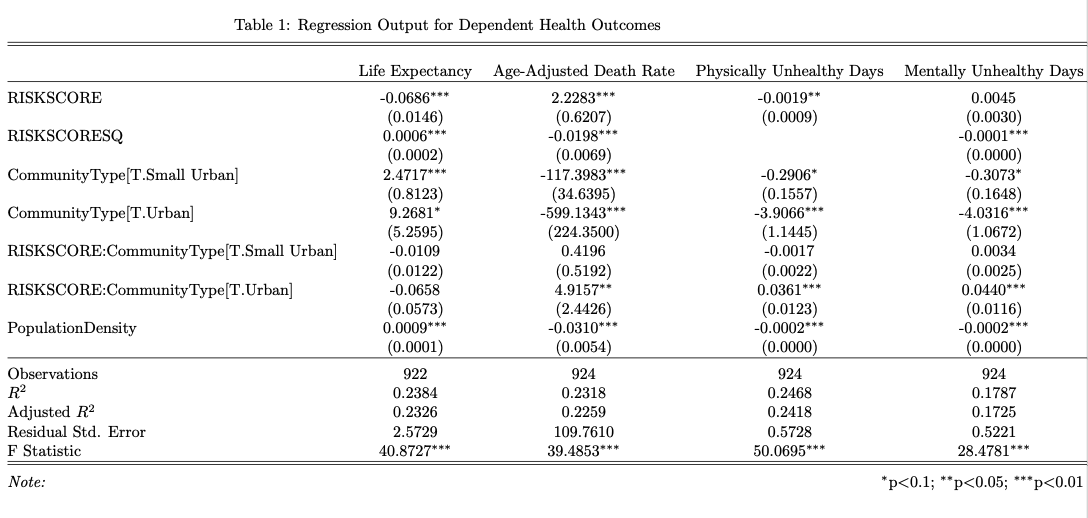 Table 1: Regression Output for Dependent Health Outcomes
Life Expectancy Age-Adjusted Death Rate Physically Unhealthy Days Mentally Unhealthy Days
RISKSCORE -0.0686*** 2.2283*** -0.0019** 0.0045
(0.0146) (0.6207) (0.0009) (0.0030)
RISKSCORESQ 0.0006*** -0.0198*** -0.0001***
(0.0002) (0.0069) (0.0000)
CommunityType[T.Small Urban] 2.4717*** -117.3983*** -0.2906* -0.3073*
(0.8123) (34.6395) (0.1557) (0.1648)
CommunityType[T.Urban] 9.2681* -599.1343*** -3.9066*** -4.0316***
(5.2595) (224.3500) (1.1445) (1.0672)
RISKSCORE:CommunityType[T.Small Urban] -0.0109 0.4196 -0.0017 0.0034
(0.0122) (0.5192) (0.0022) (0.0025)
RISKSCORE:CommunityType[T.Urban] -0.0658 4.9157** 0.0361*** 0.0440***
(0.0573) (2.4426) (0.0123) (0.0116)
PopulationDensity 0.0009*** -0.0310*** -0.0002*** -0.0002***
(0.0001) (0.0054) (0.0000) (0.0000)
Observations 922 924 924 924
R² 0.2384 0.2318 0.2468 0.1787
Adjusted R² 0.2326 0.2259 0.2418 0.1725
Residual Std. Error 2.5729 109.7610 0.5728 0.5221
F Statistic 40.8727*** 39.4853*** 50.0695*** 28.4781***
Note: *p<0.1; **p<0.05; ***p<0.01